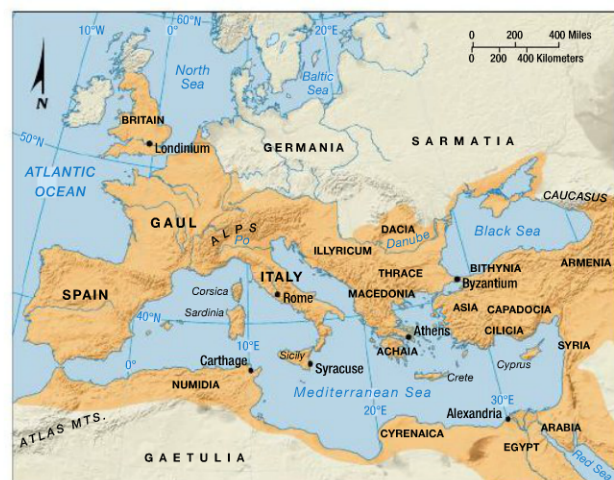 10°W
0°
60°N
20°E
0 200 400 Miles
0 200 400 Kilometers
N
North
Sea
Baltic
Sea
BRITAIN
Londinium
50°N
GERMANIA
SARMATIA
ATLANTIC
OCEAN
CAUCASUS
GAUL
ALPS
Po
DACIA
Danube
Black Sea
ILLYRICUM
ARMENIA
ITALY
THRACE
BITHYNIA
Byzantium
SPAIN
Corsica
Rome
MACEDONIA
ASIA
CAPADOCIA
Sardinia
40°N
0°
Athens
CILICIA
10°E
Sicily
ACHAIA
SYRIA
Carthage
Syracuse
Cyprus
Crete
NUMIDIA
Mediterranean Sea
30°E
20°E
Alexandria
ATLAS MTS.
CYRENAICA
ARABIA
EGYPT
GAETULIA
Red Sea